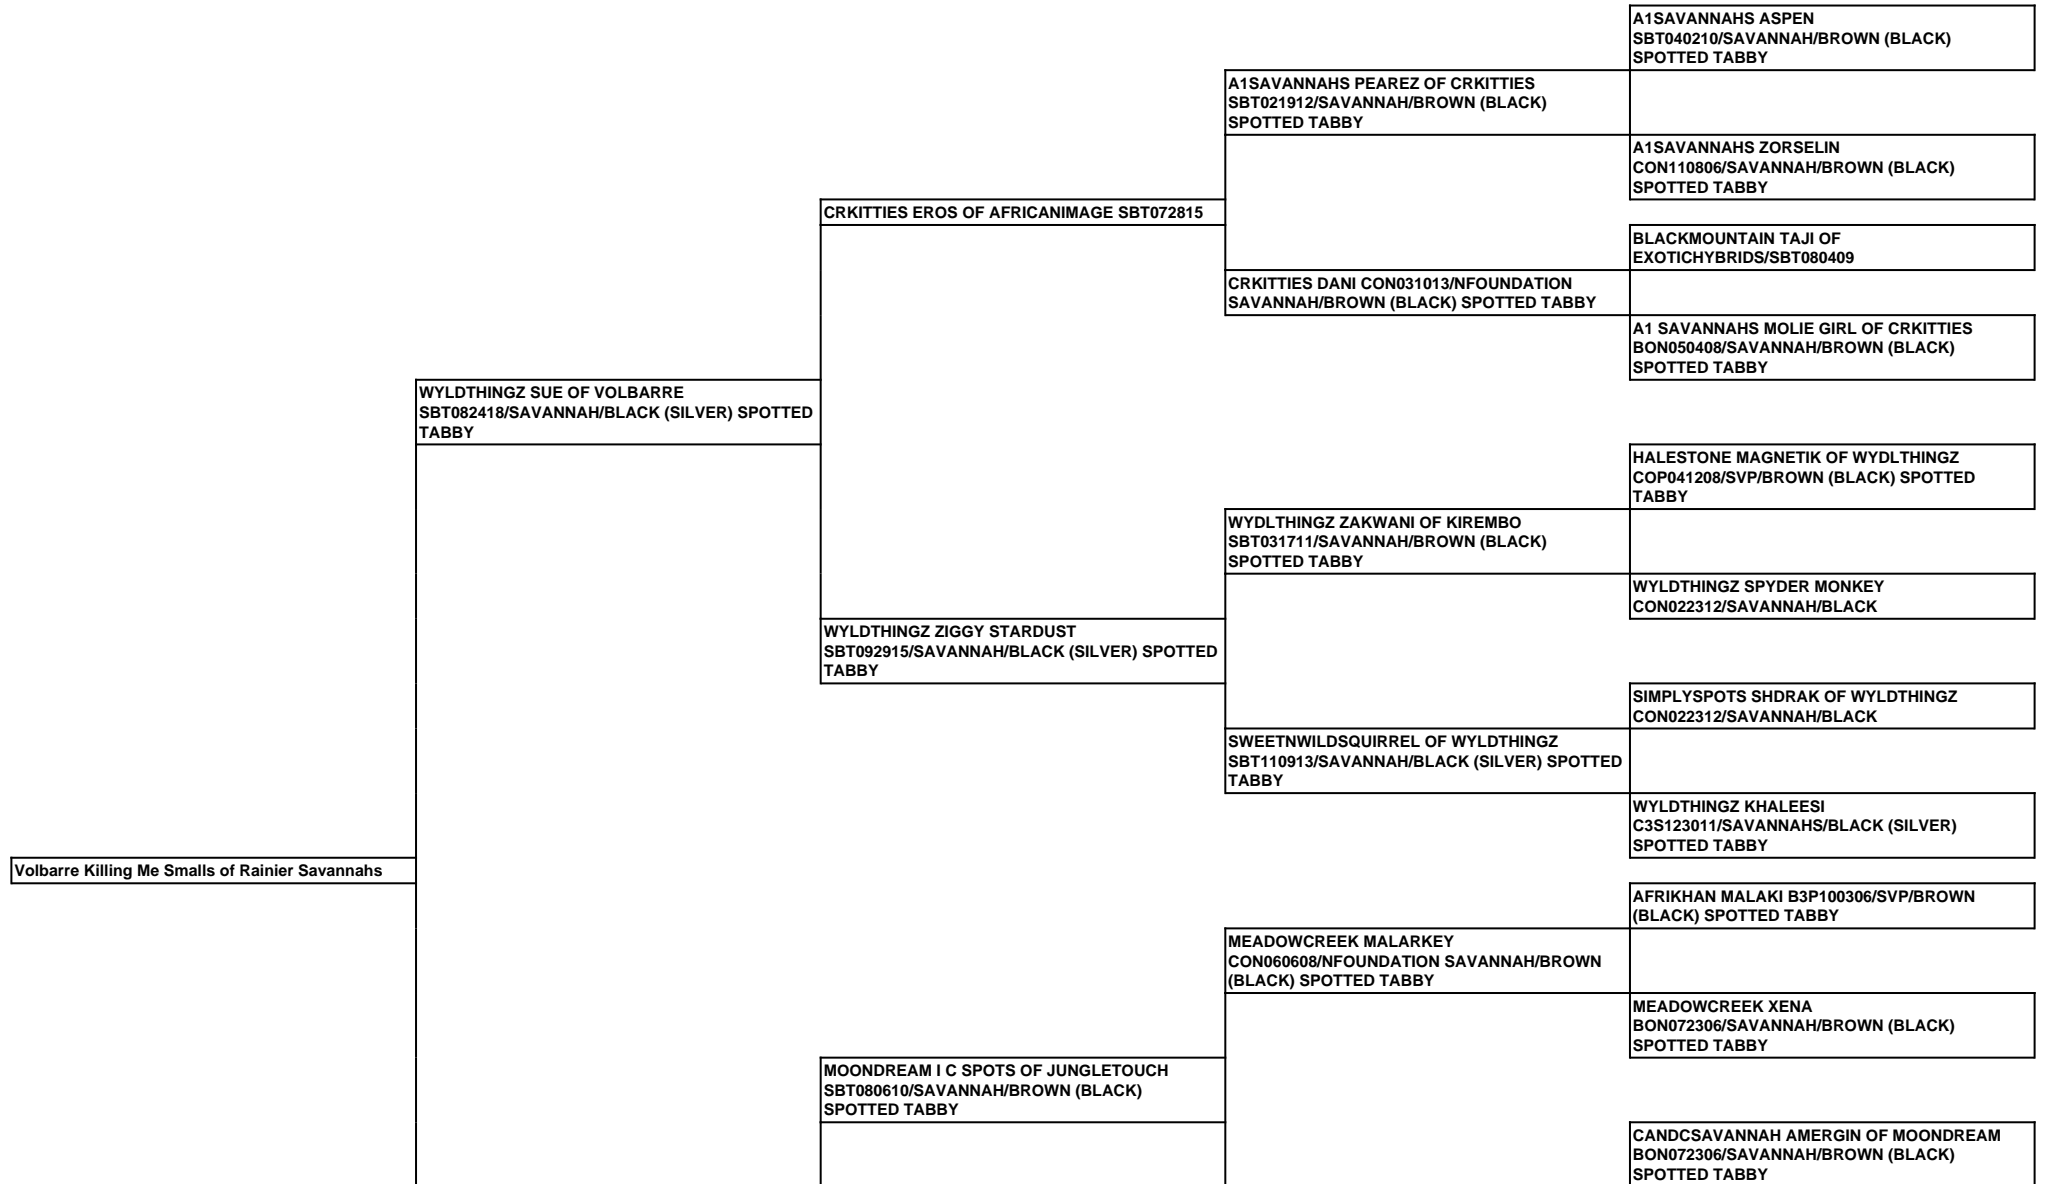 A1SAVANNAHS ASPEN
SBT040210/SAVANNAH/BROWN (BLACK)
SPOTTED TABBY
A1SAVANNAHS PEAREZ OF CRKITTIES
SBT021912/SAVANNAH/BROWN (BLACK)
SPOTTED TABBY
A1SAVANNAHS ZORSELIN
CON110806/SAVANNAH/BROWN (BLACK)
SPOTTED TABBY
CRKITTIES EROS OF AFRICANIMAGE SBT072815
BLACKMOUNTAIN TAJI OF
EXOTICHYBRIDS/SBT080409
CRKITTIES DANI CON031013/NFOUNDATION
SAVANNAH/BROWN (BLACK) SPOTTED TABBY
A1 SAVANNAHS MOLIE GIRL OF CRKITTIES
BON050408/SAVANNAH/BROWN (BLACK)
SPOTTED TABBY
WYLDTHINGZ SUE OF VOLBARRE
SBT082418/SAVANNAH/BLACK (SILVER) SPOTTED
TABBY
HALESTONE MAGNETIK OF WYDLTHINGZ
COP041208/SVP/BROWN (BLACK) SPOTTED
TABBY
WYDLTHINGZ ZAKWANI OF KIREMBO
SBT031711/SAVANNAH/BROWN (BLACK)
SPOTTED TABBY
WYLDTHINGZ SPYDER MONKEY
CON022312/SAVANNAH/BLACK
WYLDTHINGZ ZIGGY STARDUST
SBT092915/SAVANNAH/BLACK (SILVER) SPOTTED
TABBY
SIMPLYSPOTS SHDRAK OF WYLDTHINGZ
CON022312/SAVANNAH/BLACK
SWEETNWILDSQUIRREL OF WYLDTHINGZ
SBT110913/SAVANNAH/BLACK (SILVER) SPOTTED
TABBY
WYLDTHINGZ KHALEESI
C3S123011/SAVANNAHS/BLACK (SILVER)
SPOTTED TABBY
Volbarre Killing Me Smalls of Rainier Savannahs
AFRIKHAN MALAKI B3P100306/SVP/BROWN
(BLACK) SPOTTED TABBY
MEADOWCREEK MALARKEY
CON060608/NFOUNDATION SAVANNAH/BROWN
(BLACK) SPOTTED TABBY
MEADOWCREEK XENA
BON072306/SAVANNAH/BROWN (BLACK)
SPOTTED TABBY
MOONDREAM I C SPOTS OF JUNGLETOUCH
SBT080610/SAVANNAH/BROWN (BLACK)
SPOTTED TABBY
CANDCSAVANNAH AMERGIN OF MOONDREAM
BON072306/SAVANNAH/BROWN (BLACK)
SPOTTED TABBY